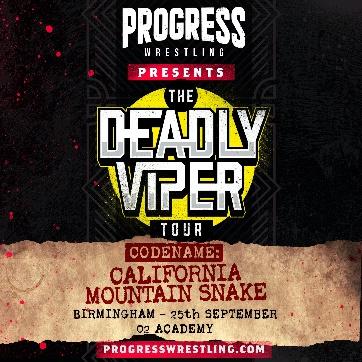 PROGRESS
WRESTLING
PRESENTS
THE
DEADLY
VIPER
TOUR
CODENAME:
CALIFORNIA
MOUNTAIN SNAKE
BIRMINGHAM - 25th SEPTEMBER
O2 ACADEMY
PROGRESSWRESTLING.COM